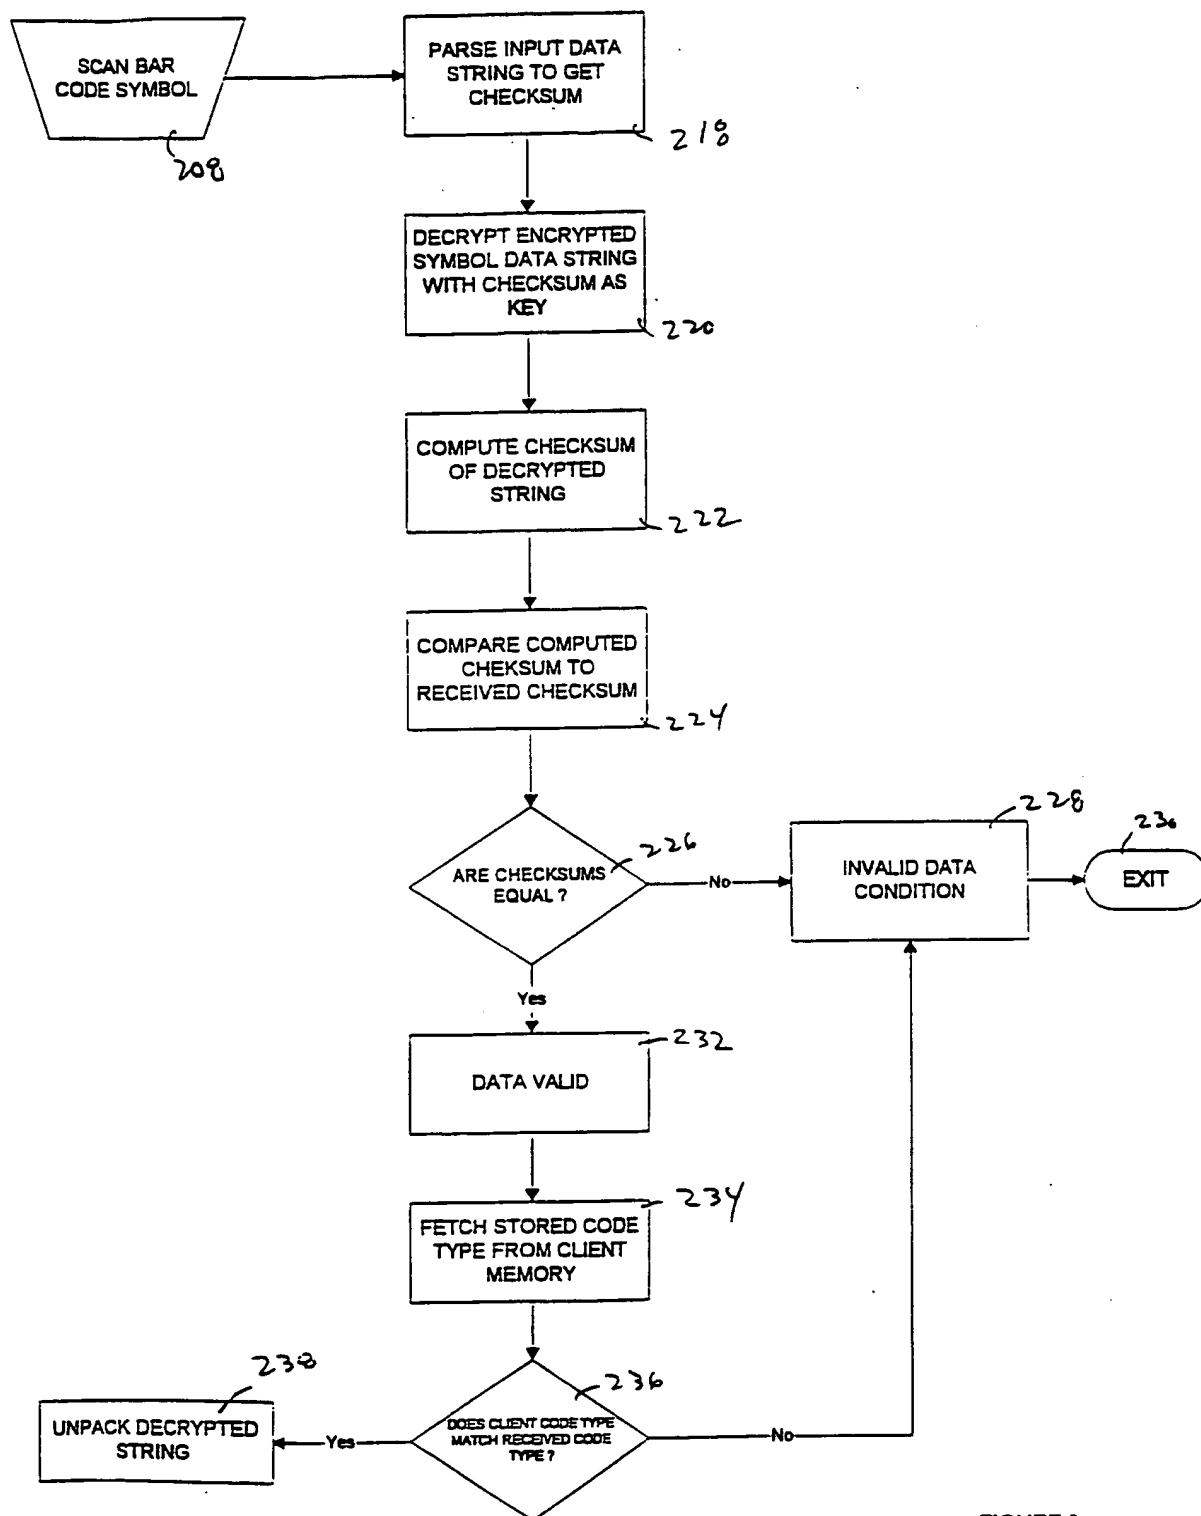 SCAN BAR
CODE SYMBOL
208
PARSE INPUT DATA
STRING TO GET
CHECKSUM
218
DECRYPT ENCRYPTED
SYMBOL DATA STRING
WITH CHECKSUM AS
KEY
220
COMPUTE CHECKSUM
OF DECRYPTED
STRING
222
COMPARE COMPUTED
CHEKSUM TO
RECEIVED CHECKSUM
224
ARE CHECKSUMS
EQUAL ?
226
No
228
INVALID DATA
CONDITION
230
EXIT
Yes
232
DATA VALID
234
FETCH STORED CODE
TYPE FROM CLIENT
MEMORY
236
DOES CLIENT CODE TYPE
MATCH RECEIVED CODE
TYPE ?
No
Yes
238
UNPACK DECRYPTED
STRING